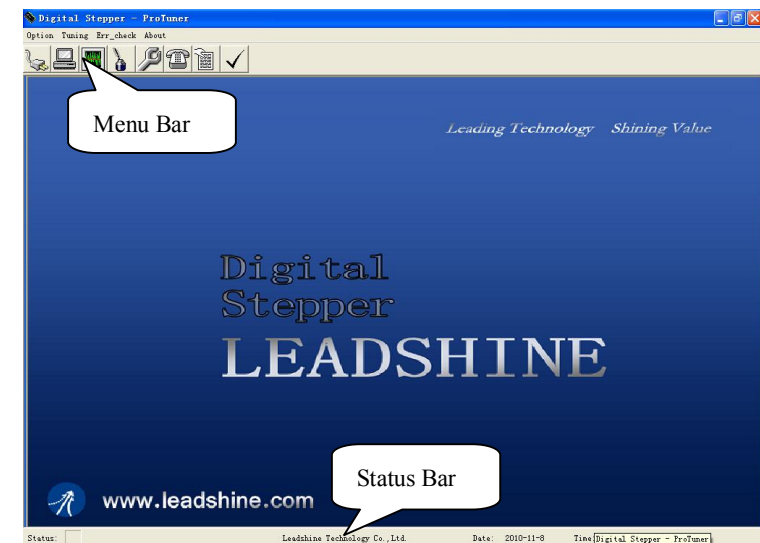 Digital Stepper - ProTuner
Option Tuning Err_check About
Menu Bar
Leading Technology Shining Value
Digital
Stepper
LEADSHINE
Status Bar
www.leadshine.com
Status: Leadshine Technology Co.,Ltd. Date: 2010-11-8 Time: Digital Stepper - ProTuner